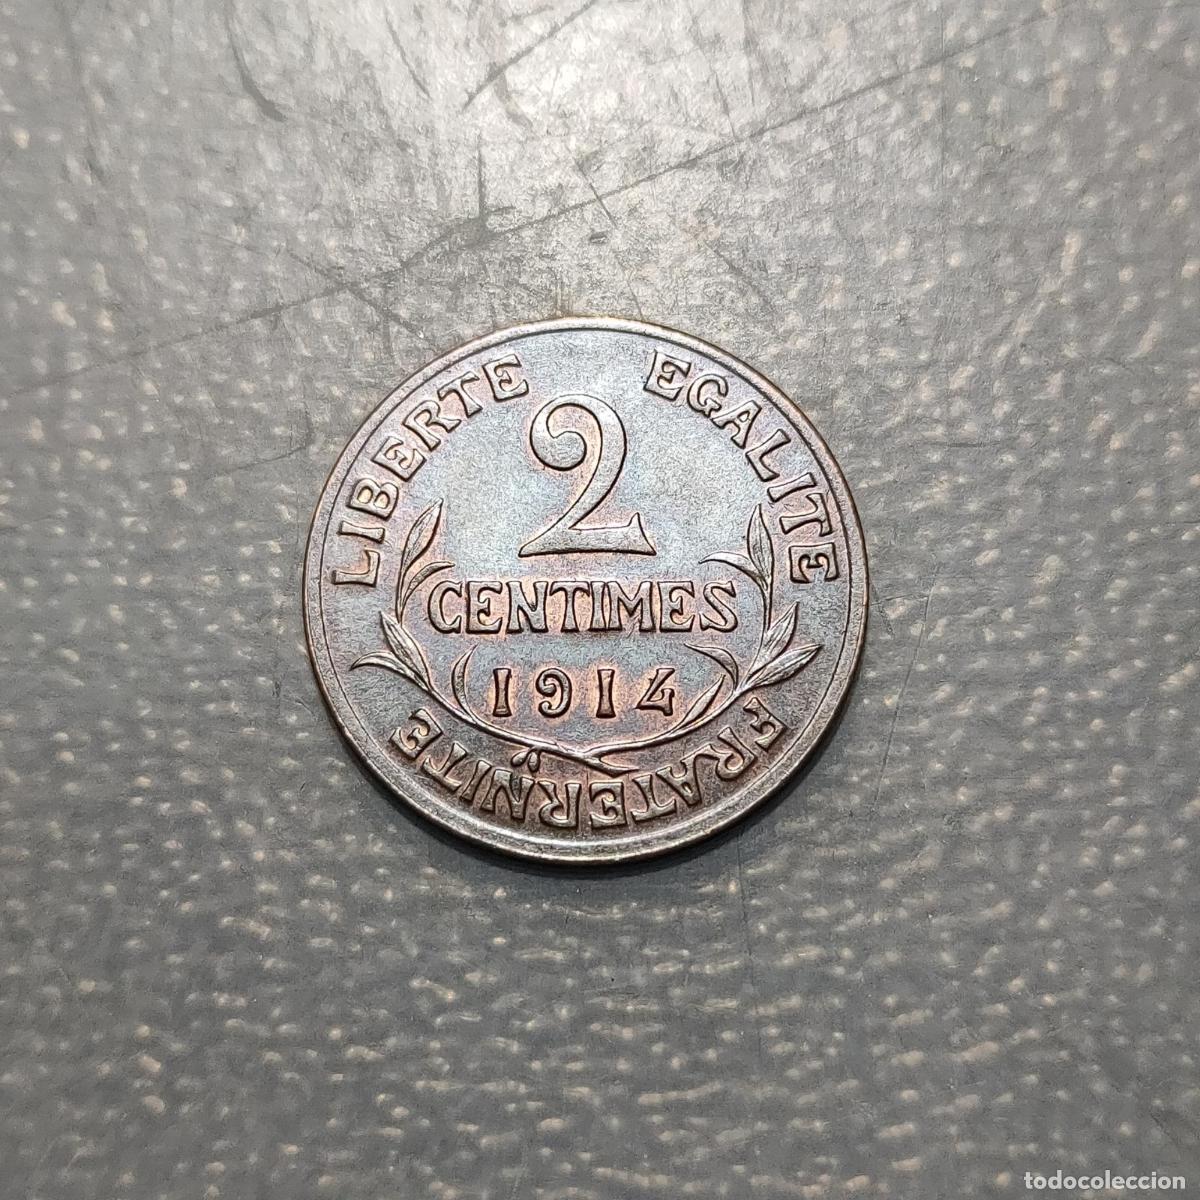 LIBERTE EGALITE FRATERNITE
2
CENTIMES
1914
todocoleccion